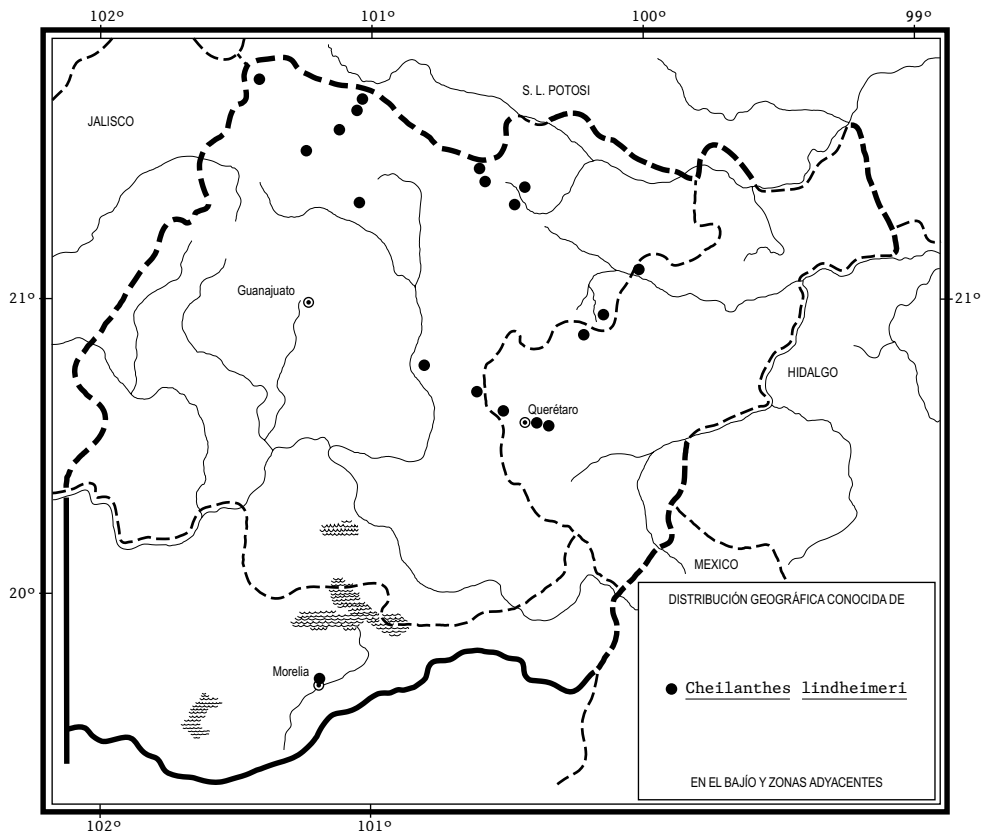 102º 101º 100º 99º
S. L. POTOSI
JALISCO
Guanajuato
21º 21º
HIDALGO
Querétaro
MEXICO
20º
DISTRIBUCIÓN GEOGRÁFICA CONOCIDA DE
Morelia
Cheilanthes lindheimeri
EN EL BAJÍO Y ZONAS ADYACENTES
102º 101º